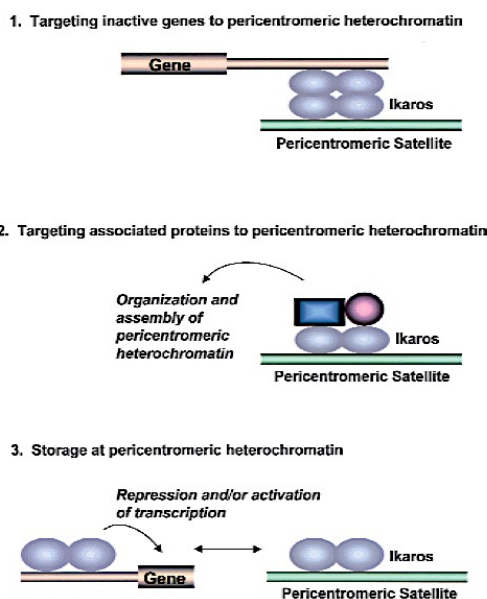 1. Targeting inactive genes to pericentromeric heterochromatin
Gene
Ikaros
Pericentromeric Satellite
2. Targeting associated proteins to pericentromeric heterochromatin
Organization and
assembly of
pericentromeric
heterochromatin
Ikaros
Pericentromeric Satellite
3. Storage at pericentromeric heterochromatin
Repression and/or activation
of transcription
Ikaros
Gene
Pericentromeric Satellite